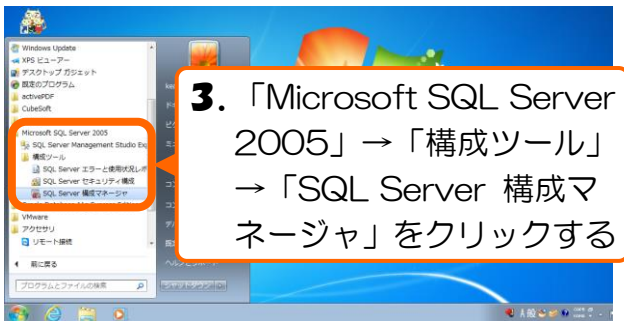 Windows Update
XPS ビューアー
デスクトップ ガジェット
既定のプログラム
activePDF
CubeSoft
Microsoft SQL Server 2005
SQL Server Management Studio Exp
構成ツール
SQL Server エラーと使用状況レポ
SQL Server セキュリティ構成
SQL Server 構成マネージャ
VMware
アクセサリ
リモート接続
前に戻る
プログラムとファイルの検索
3. 「Microsoft SQL Server
2005」→「構成ツール」
→「SQL Server 構成マ
ネージャ」をクリックする